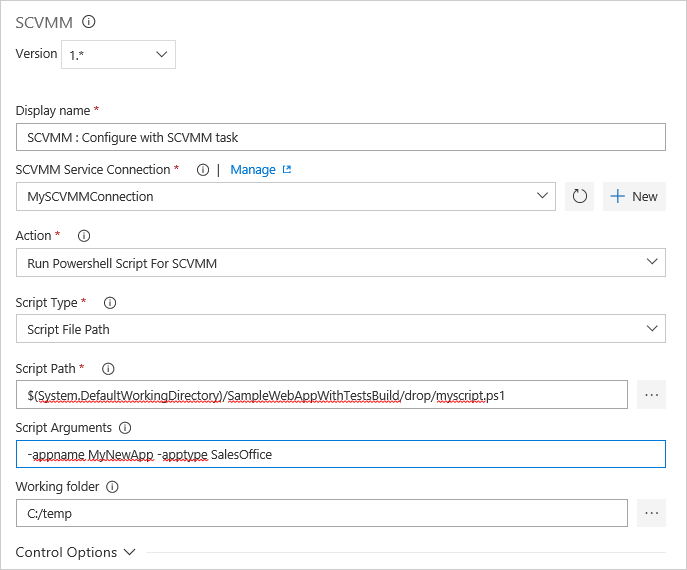 SCVMM
Version 1.*
Display name *
SCVMM : Configure with SCVMM task
SCVMM Service Connection * | Manage
MySCVMMConnection New
Action *
Run Powershell Script For SCVMM
Script Type *
Script File Path
Script Path *
$(System.DefaultWorkingDirectory)/SampleWebAppWithTestsBuild/drop/myscript.ps1 ...
Script Arguments
-appname MyNewApp -apptype SalesOffice
Working folder
C:/temp ...
Control Options